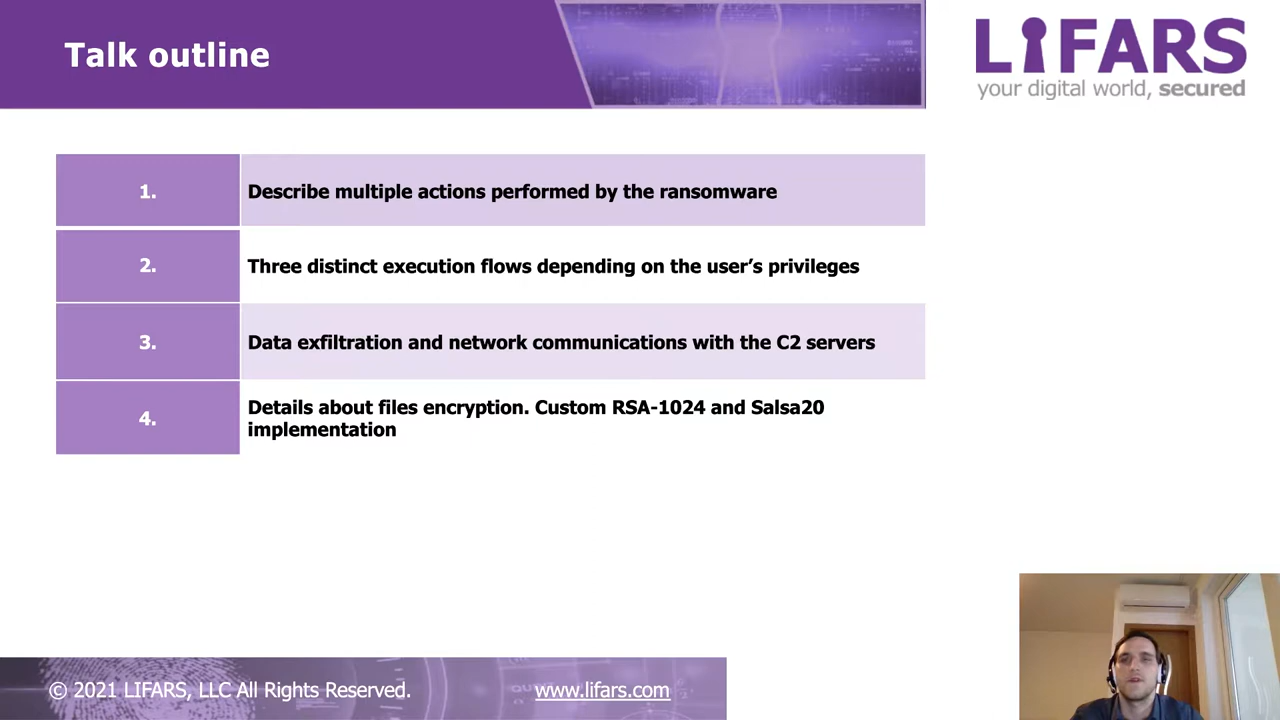 Talk outline
LIFARS
your digital world, secured
1.
Describe multiple actions performed by the ransomware
2.
Three distinct execution flows depending on the user’s privileges
3.
Data exfiltration and network communications with the C2 servers
4.
Details about files encryption. Custom RSA-1024 and Salsa20
implementation
© 2021 LIFARS, LLC All Rights Reserved.
www.lifars.com